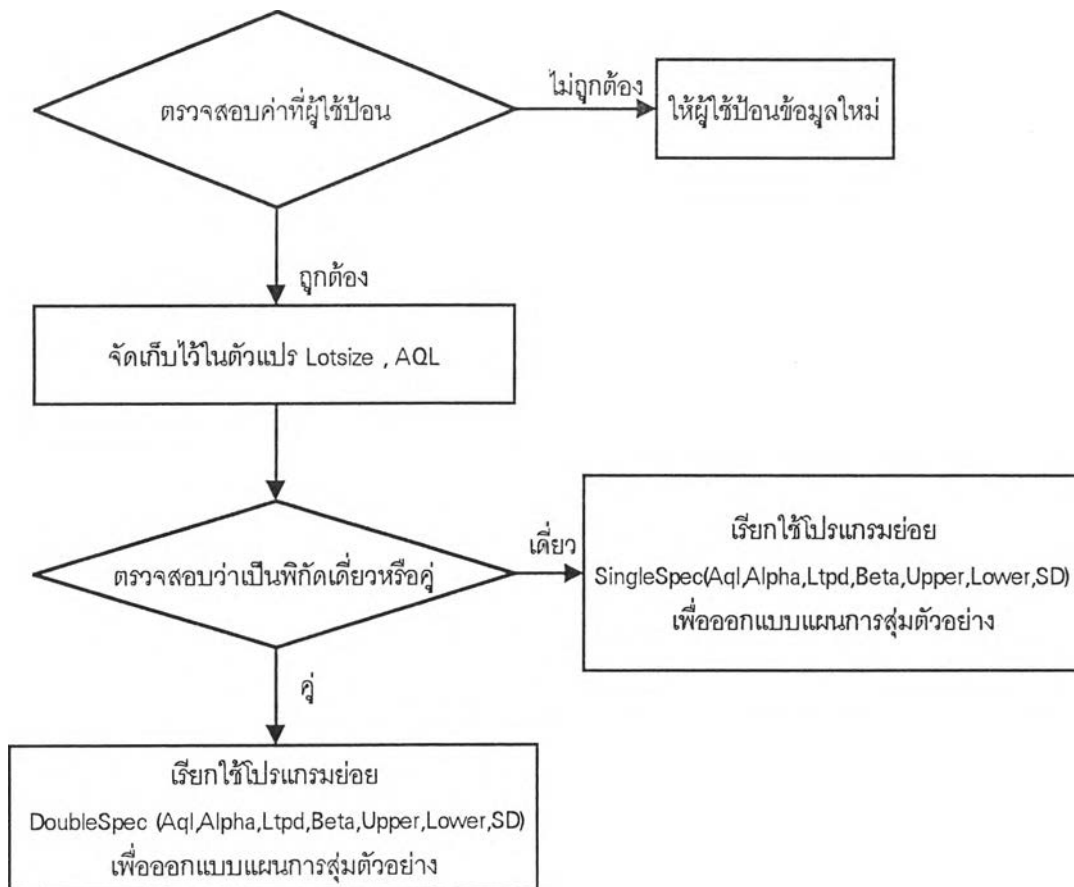 ตรวจสอบค่าที่ผู้ใช้ป้อน
ไม่ถูกต้อง
ให้ผู้ใช้ป้อนข้อมูลใหม่
ถูกต้อง
จัดเก็บไว้ในตัวแปร Lotsize , AQL
ตรวจสอบว่าเป็นพิกัดเดี่ยวหรือคู่
เดี่ยว
เรียกใช้โปรแกรมย่อย
SingleSpec(Aql,Alpha,Ltpd,Beta,Upper,Lower,SD)
เพื่อออกแบบแผนการสุ่มตัวอย่าง
คู่
เรียกใช้โปรแกรมย่อย
DoubleSpec (Aql,Alpha,Ltpd,Beta,Upper,Lower,SD)
เพื่อออกแบบแผนการสุ่มตัวอย่าง